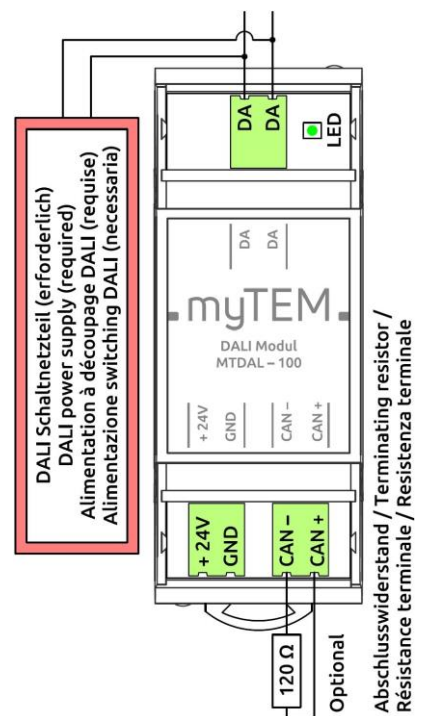 DA
DA
LED
DALI Schaltnetzteil (erforderlich)
DALI power supply (required)
Alimentation à découpage DALI (requise)
Alimentazione switching DALI (necessaria)
DA
DA
myTEM
DALI Modul
MTDAL – 100
+ 24V
GND
CAN –
CAN +
+ 24V
GND
CAN –
CAN +
120 Ω
Optional
Abschlusswiderstand / Terminating resistor /
Résistance terminale / Resistenza terminale